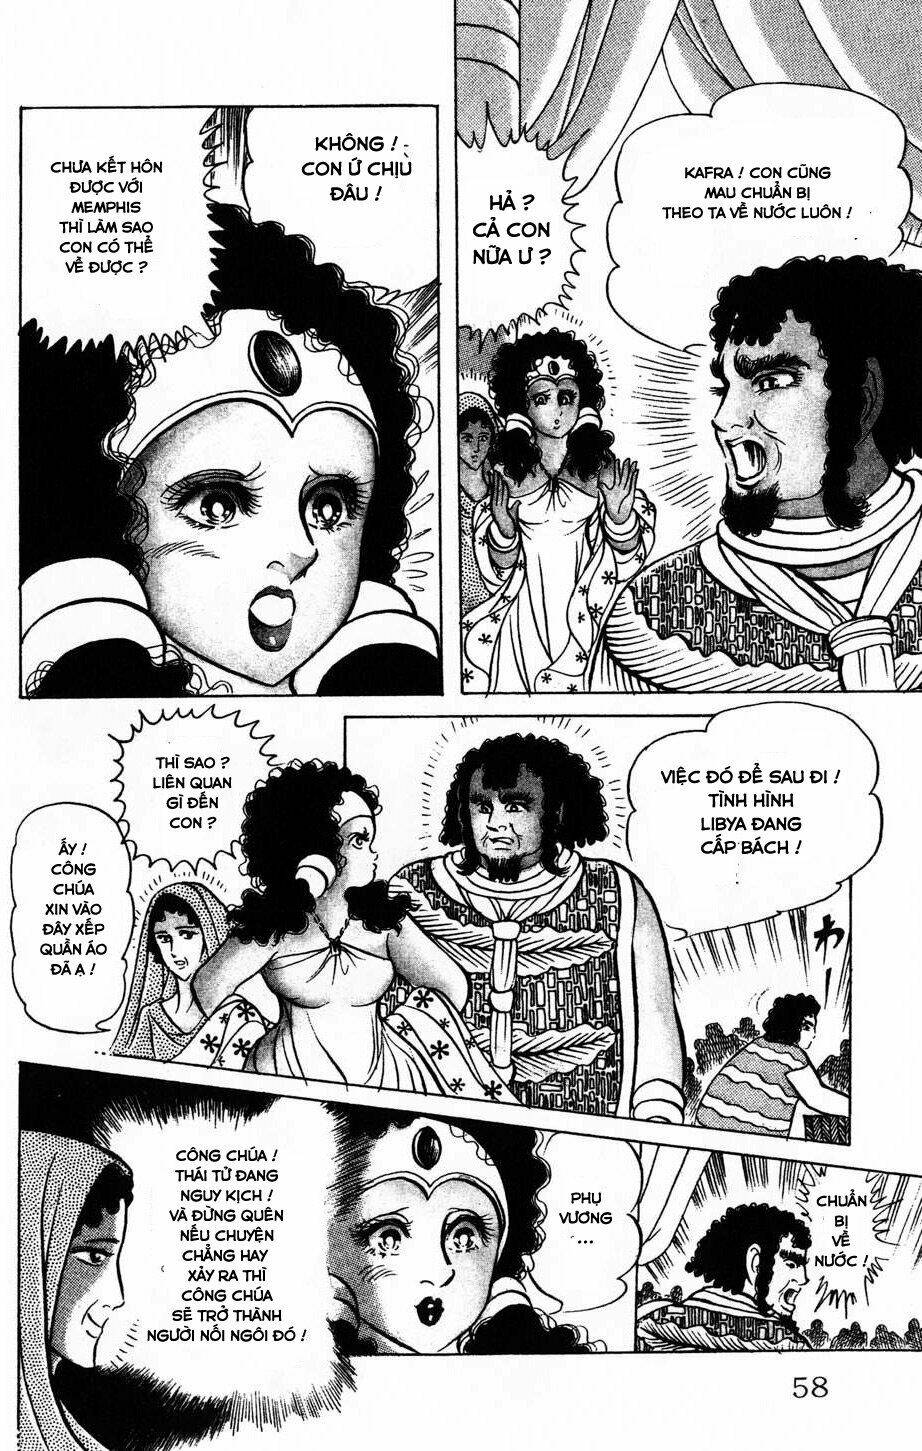 KAFRA ! CON CŨNG
MAU CHUẨN BỊ
THEO TA VỀ NƯỚC LUÔN !
HẢ ?
CẢ CON
NỮA Ư ?
KHÔNG !
CON Ứ CHỊU
ĐÂU !
CHƯA KẾT HÔN
ĐƯỢC VỚI
MEMPHIS
THÌ LÀM SAO
CON CÓ THỂ
VỀ ĐƯỢC ?
VIỆC ĐÓ ĐỂ SAU ĐI !
TÌNH HÌNH
LIBYA ĐANG
CẤP BÁCH !
THÌ SAO ?
LIÊN QUAN
GÌ ĐẾN
CON ?
ẤY !
CÔNG
CHÚA
XIN VÀO
ĐÂY XẾP
QUẦN ÁO
ĐÃ Ạ !
わー
CHUẨN
BỊ
VỀ
NƯỚC !
PHỤ
VƯƠNG
...
CÔNG CHÚA !
THÁI TỬ ĐANG
NGUY KỊCH !
VÀ ĐỪNG QUÊN
NẾU CHUYỆN
CHẲNG HAY
XẢY RA THÌ
CÔNG CHÚA
SẼ TRỞ THÀNH
NGƯỜI NỐI NGÔI ĐÓ !
58